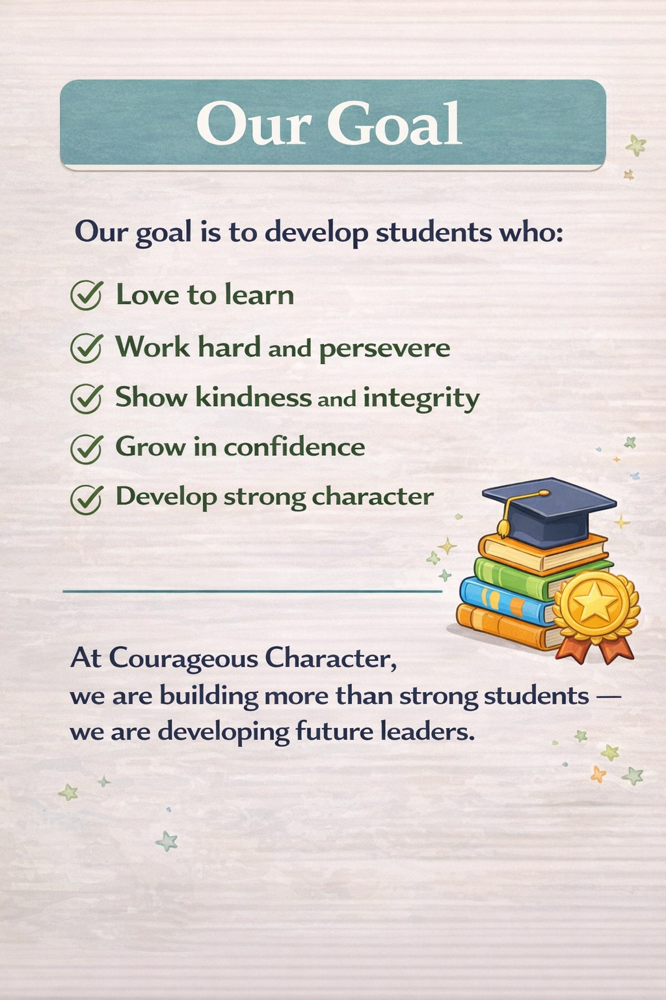 Our Goal
Our goal is to develop students who:
Love to learn
Work hard and persevere
Show kindness and integrity
Grow in confidence
Develop strong character
At Courageous Character,
we are building more than strong students —
we are developing future leaders.